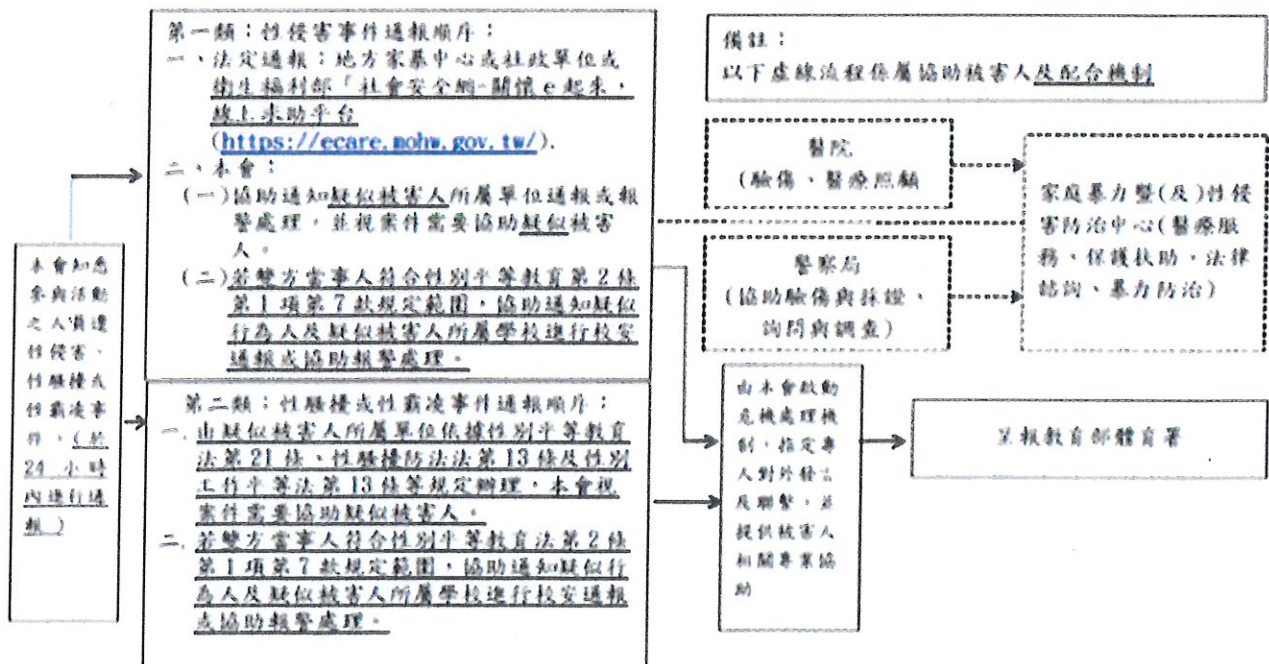 本會知悉
參與活動
之人員遭
性侵害、
性騷擾或
性霸凌事
件，(於
24 小時
內進行通
報)
第一類：性侵害事件通報順序：
一、法定通報：地方家暴中心或社政單位或
衛生福利部「社會安全網-關懷 e 起來，
線上求助平台
(https://ecare.mohw.gov.tw/).
二、本會：
(一)協助通知疑似被害人所屬單位通報或報
警處理，並視案件需要協助疑似被害
人。
(二)若雙方當事人符合性別平等教育第 2 條
第 1 項第 7 款規定範圍，協助通知疑似
行為人及疑似被害人所屬學校進行校安
通報或協助報警處理。
第二類：性騷擾或性霸凌事件通報順序：
一. 由疑似被害人所屬單位依據性別平等教育
法第 21 條、性騷擾防法法第 13 條及性別
工作平等法第 13 條等規定辦理，本會視
案件需要協助疑似被害人。
二. 若雙方當事人符合性別平等教育法第 2 條
第 1 項第 7 款規定範圍，協助通知疑似行
為人及疑似被害人所屬學校進行校安通報
或協助報警處理。
備註：
以下虛線流程係屬協助被害人及配合機制
醫院
(驗傷、醫療照顧
警察局
(協助驗傷與採證、
詢問與調查)
家庭暴力暨(及)性侵
害防治中心(醫療服
務、保護扶助、法律
諮詢、暴力防治)
由本會啟動
危機處理機
制，指定專
人對外發言
及聯繫，並
提供被害人
相關專業協
助
呈報教育部體育署